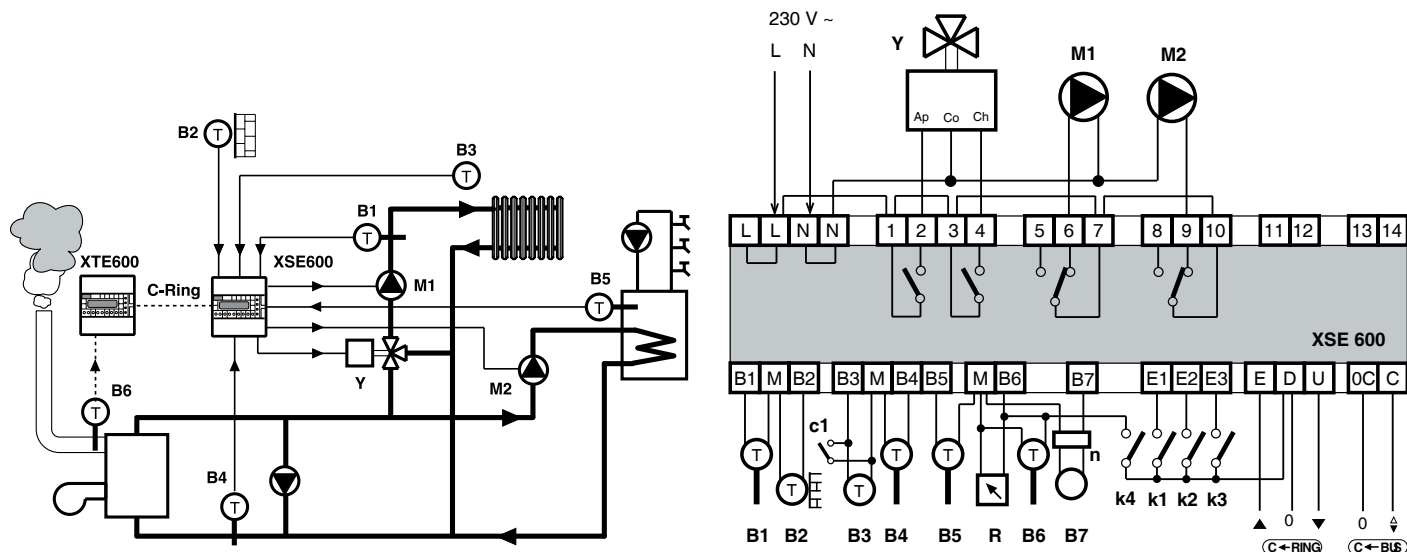 B2
B3
B1
XTE600
XSE600
C-Ring
M1
B5
Y
M2
B6
B4
T
T
T
T
T
T
230 V ~
L N
Y
M1
M2
Ap Co Ch
L L N N 1 2 3 4 5 6 7 8 9 10 11 12 13 14
XSE 600
B1 M B2 B3 M B4 B5 M B6 B7 E1 E2 E3 E D U 0C C
c1
T T T T T T
n
k4 k1 k2 k3
0 0
B1 B2 B3 B4 B5 R B6 B7
C RING C BUS